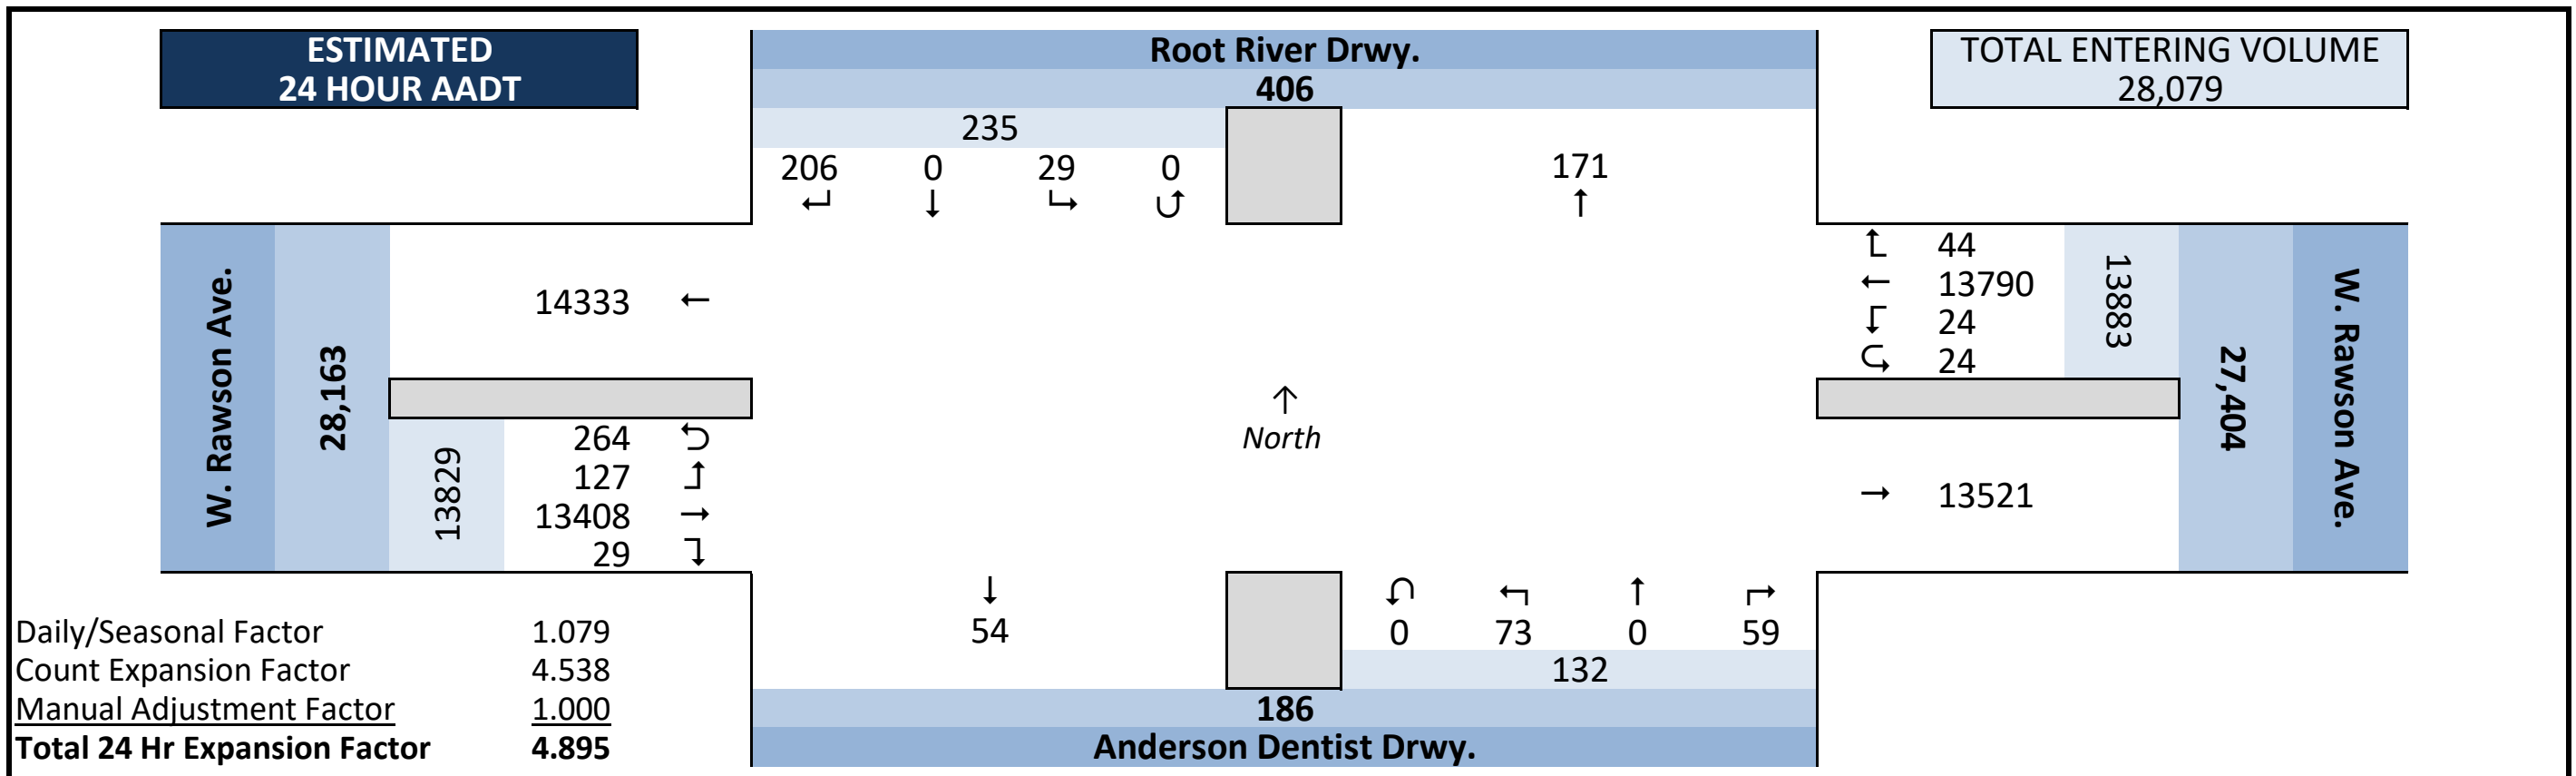 ESTIMATED
24 HOUR AADT
Root River Drwy.
406
TOTAL ENTERING VOLUME
28,079
235
206 0 29 0
↲ ↓ ↳ ⮍
171
↑
W. Rawson Ave.
28,163
14333 ←
13829
264 ⮌
127 ⮥
13408 →
29 ⮧
↑
North
↑ 44
← 13790
↓ 24
⮎ 24
13883
27,404
W. Rawson Ave.
→ 13521
↓
54
⮏ ↰ ↑ ↱
0 73 0 59
132
186
Anderson Dentist Drwy.
Daily/Seasonal Factor 1.079
Count Expansion Factor 4.538
Manual Adjustment Factor 1.000
Total 24 Hr Expansion Factor 4.895